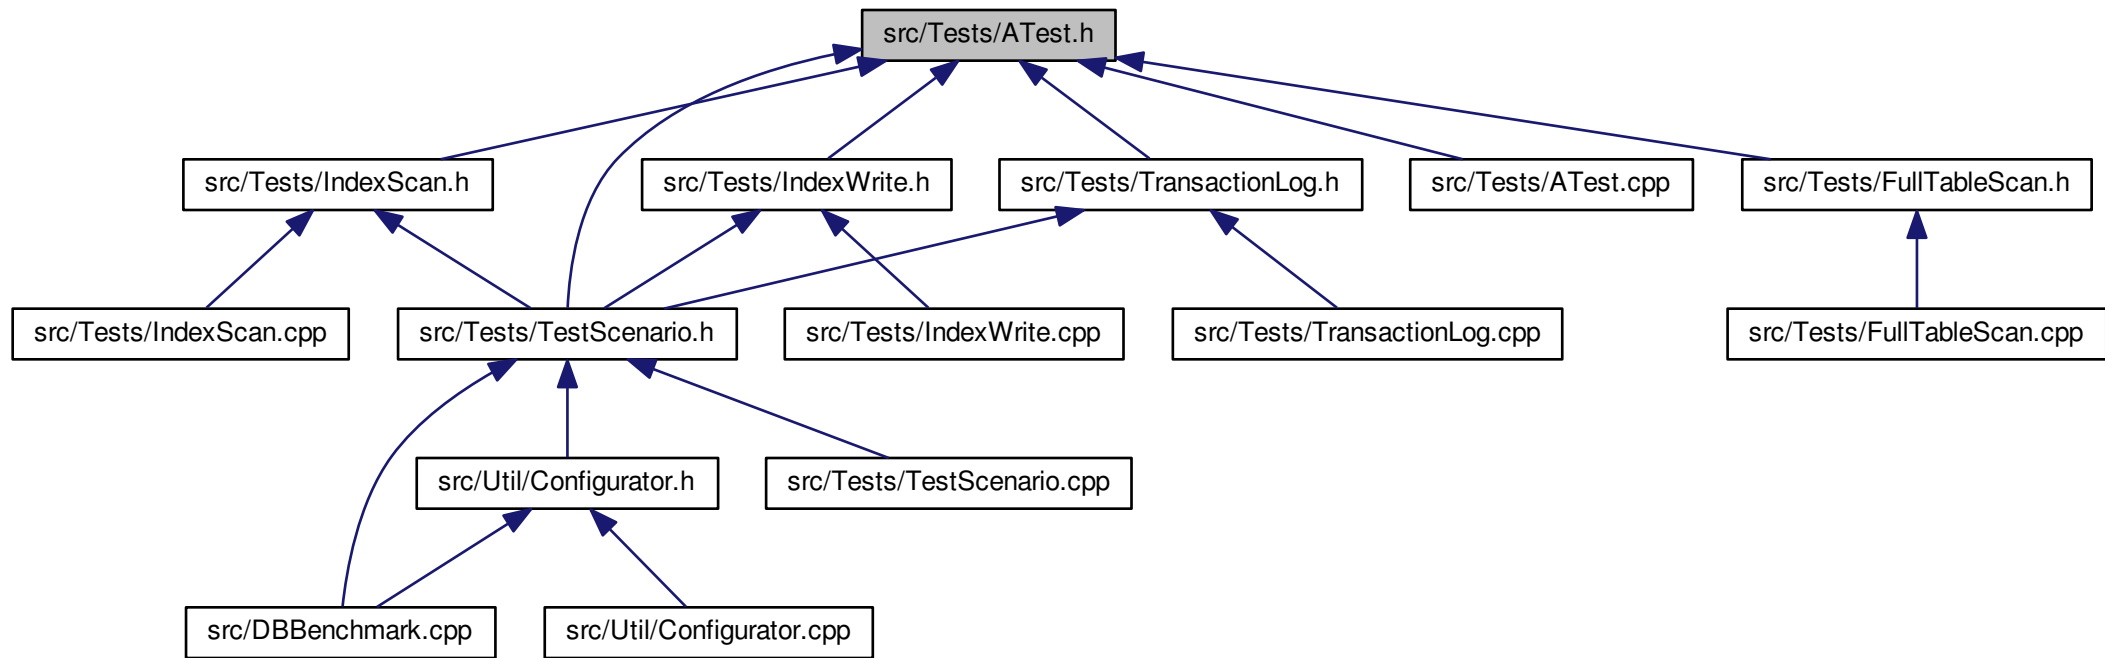 src/Tests/ATest.h
src/Tests/IndexScan.h
src/Tests/IndexWrite.h
src/Tests/TransactionLog.h
src/Tests/ATest.cpp
src/Tests/FullTableScan.h
src/Tests/IndexScan.cpp
src/Tests/TestScenario.h
src/Tests/IndexWrite.cpp
src/Tests/TransactionLog.cpp
src/Tests/FullTableScan.cpp
src/Util/Configurator.h
src/Tests/TestScenario.cpp
src/DBBenchmark.cpp
src/Util/Configurator.cpp